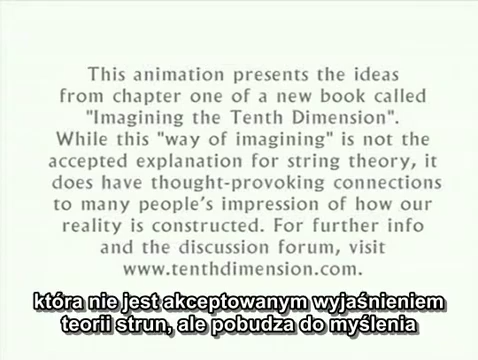 This animation presents the ideas
from chapter one of a new book called
"Imagining the Tenth Dimension".
While this "way of imagining" is not the
accepted explanation for string theory, it
does have thought-provoking connections
to many people's impression of how our
reality is constructed. For further info
and the discussion forum, visit
www.tenthdimension.com.
która nie jest akceptowanym wyjaśnieniem
teorii strun, ale pobudza do myślenia